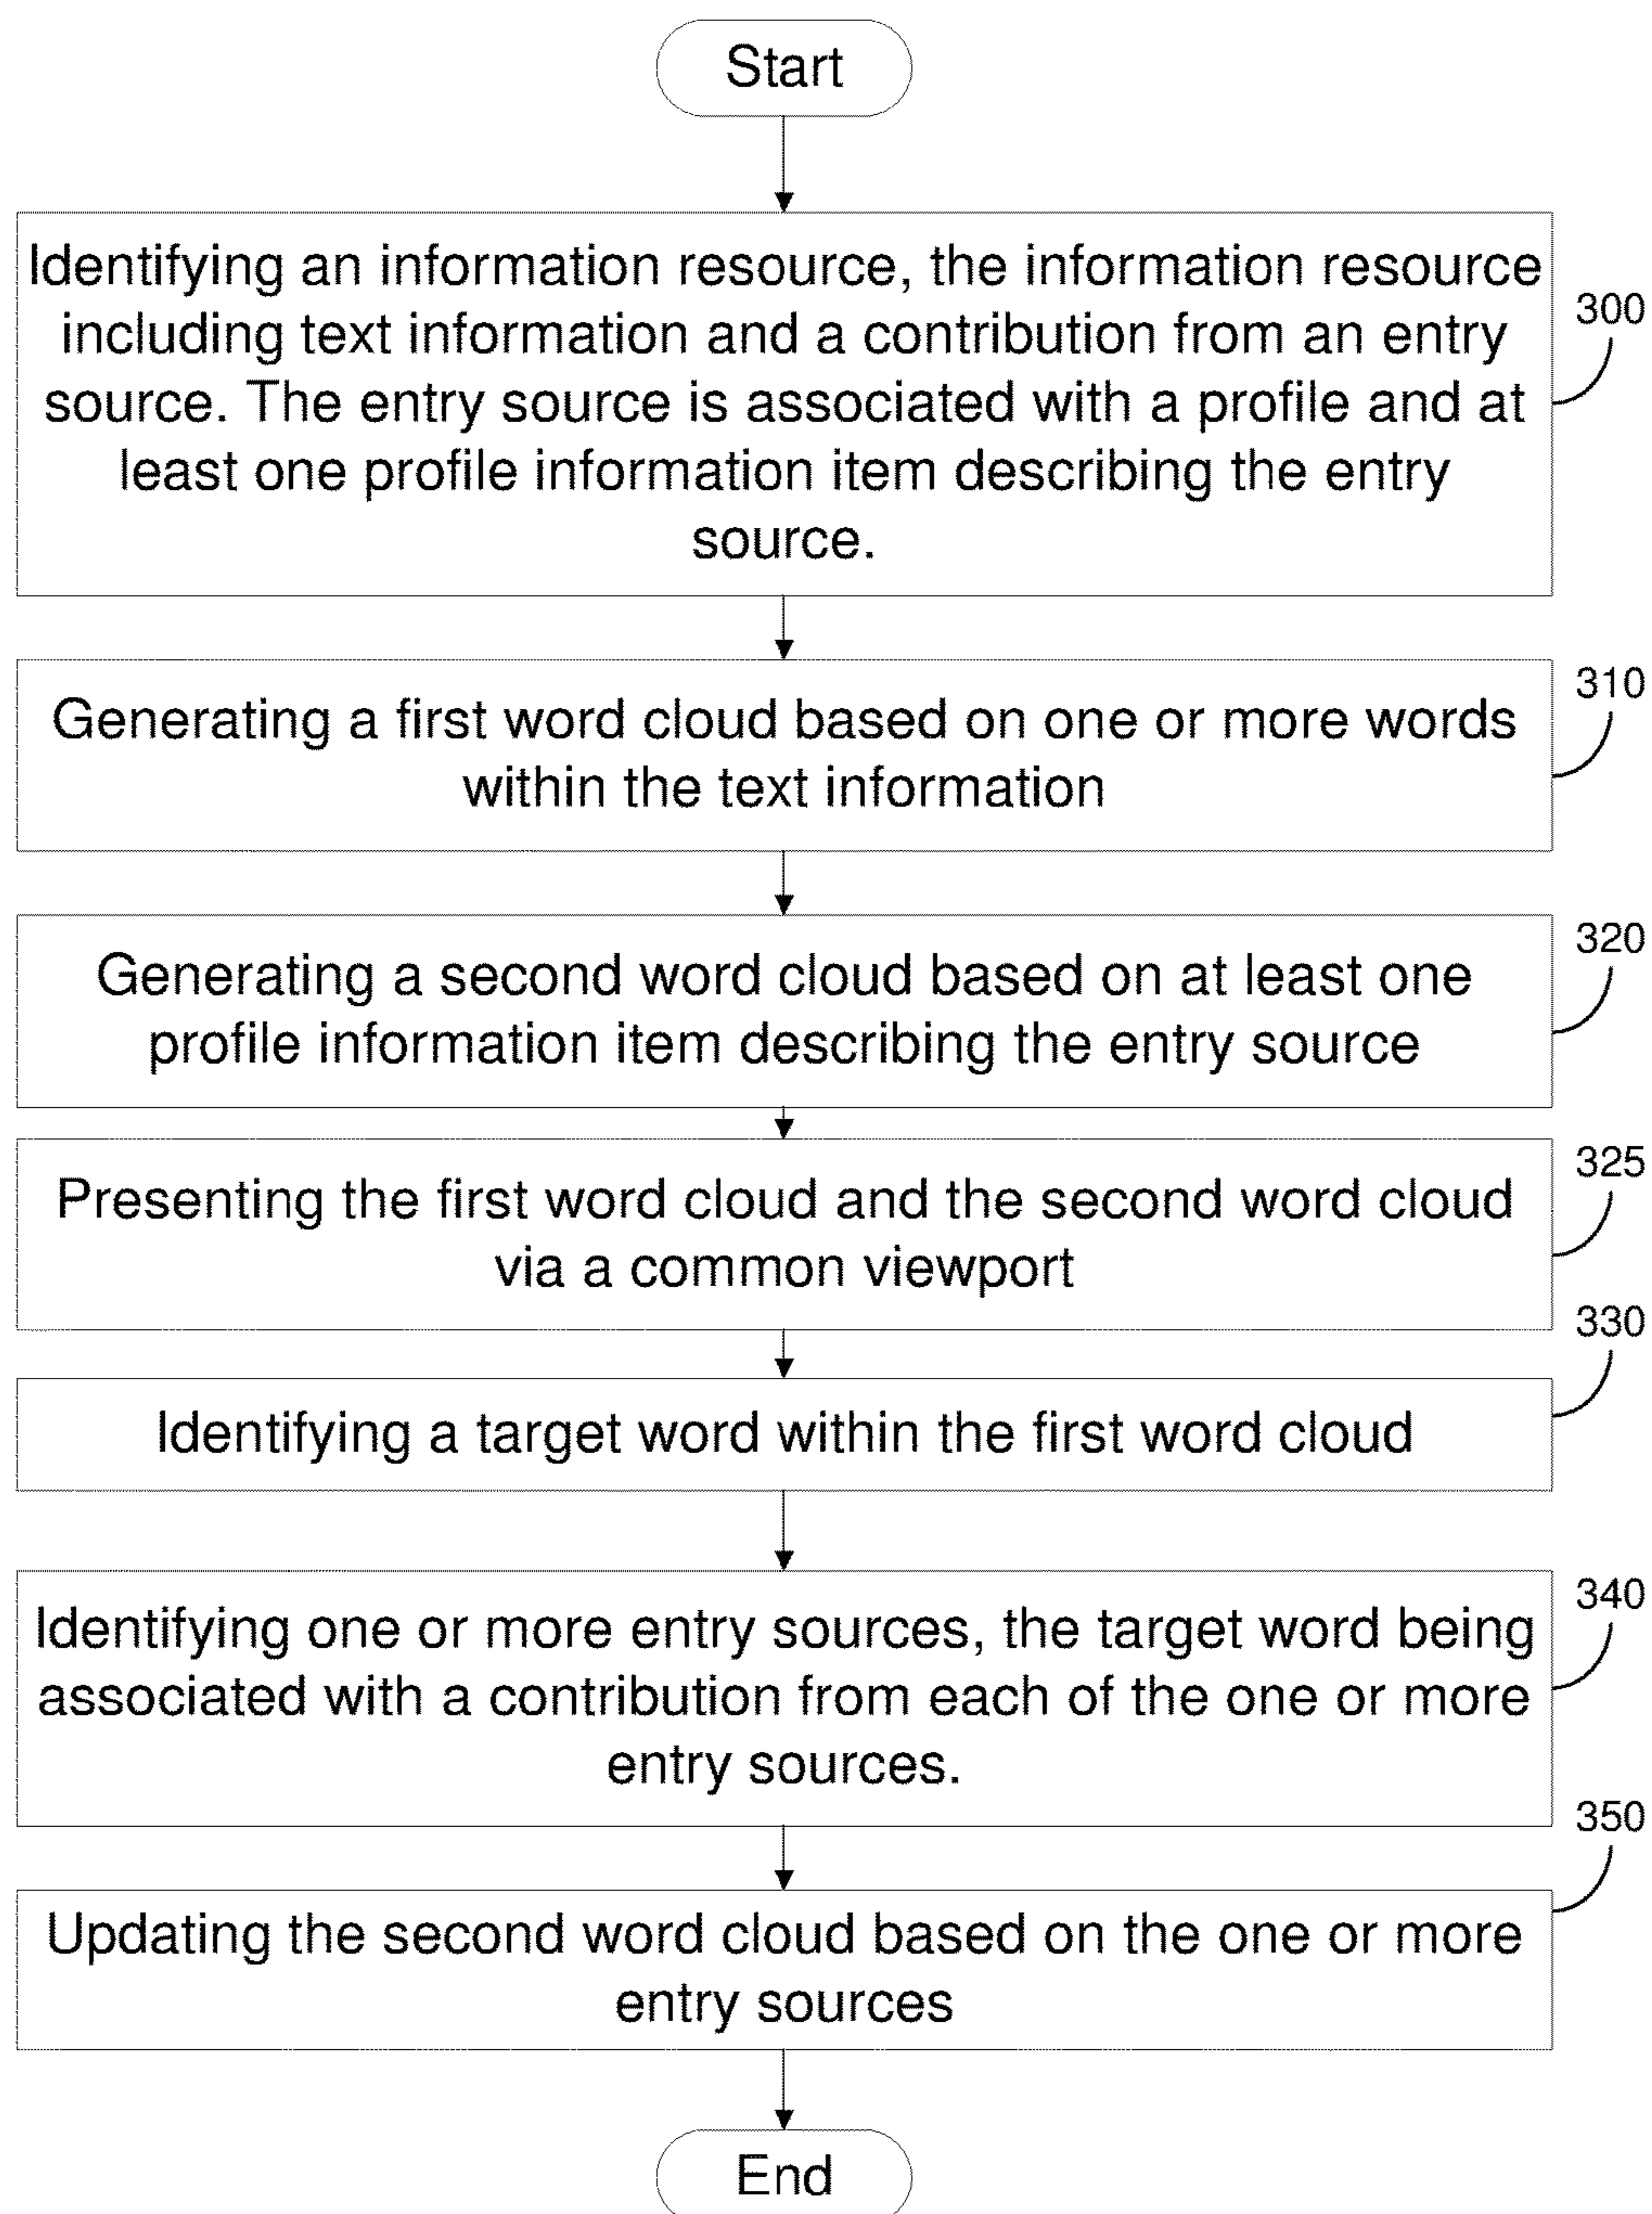 Start
Identifying an information resource, the information resource
including text information and a contribution from an entry
source. The entry source is associated with a profile and at
least one profile information item describing the entry
source.
300
Generating a first word cloud based on one or more words
within the text information
310
Generating a second word cloud based on at least one
profile information item describing the entry source
320
Presenting the first word cloud and the second word cloud
via a common viewport
325
Identifying a target word within the first word cloud
330
Identifying one or more entry sources, the target word being
associated with a contribution from each of the one or more
entry sources.
340
Updating the second word cloud based on the one or more
entry sources
350
End